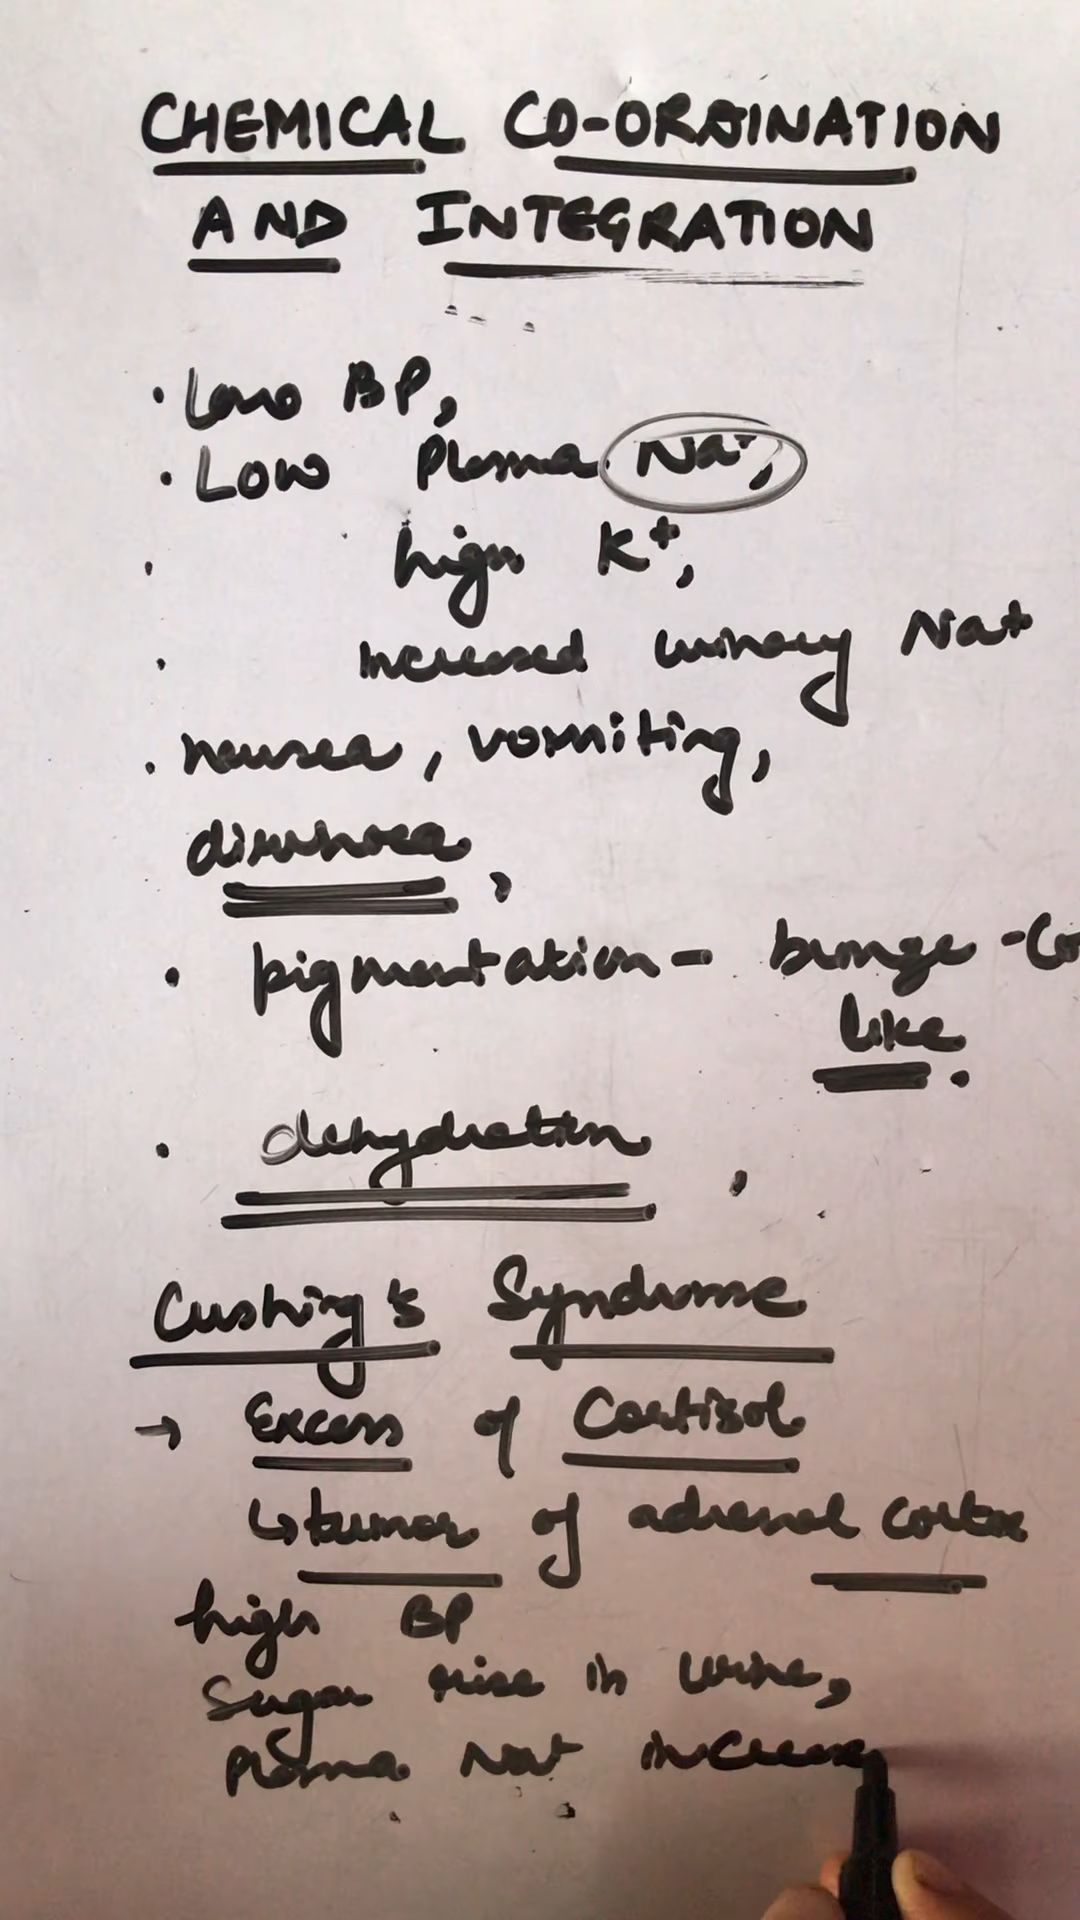 CHEMICAL CO-ORDINATION
AND INTEGRATION
· Low BP,
· Low Plasma Na+,
· high K+,
· increased urinary Na+
· nausea, vomiting,
diarrhoea,
· pigmentation - bronze - Co
like.
· dehydration
Cushing's Syndrome
→ Excess of Cortisol
↳ tumor of adrenal cortex
high BP
Sugar rise in urine,
Plasma Na+ increase